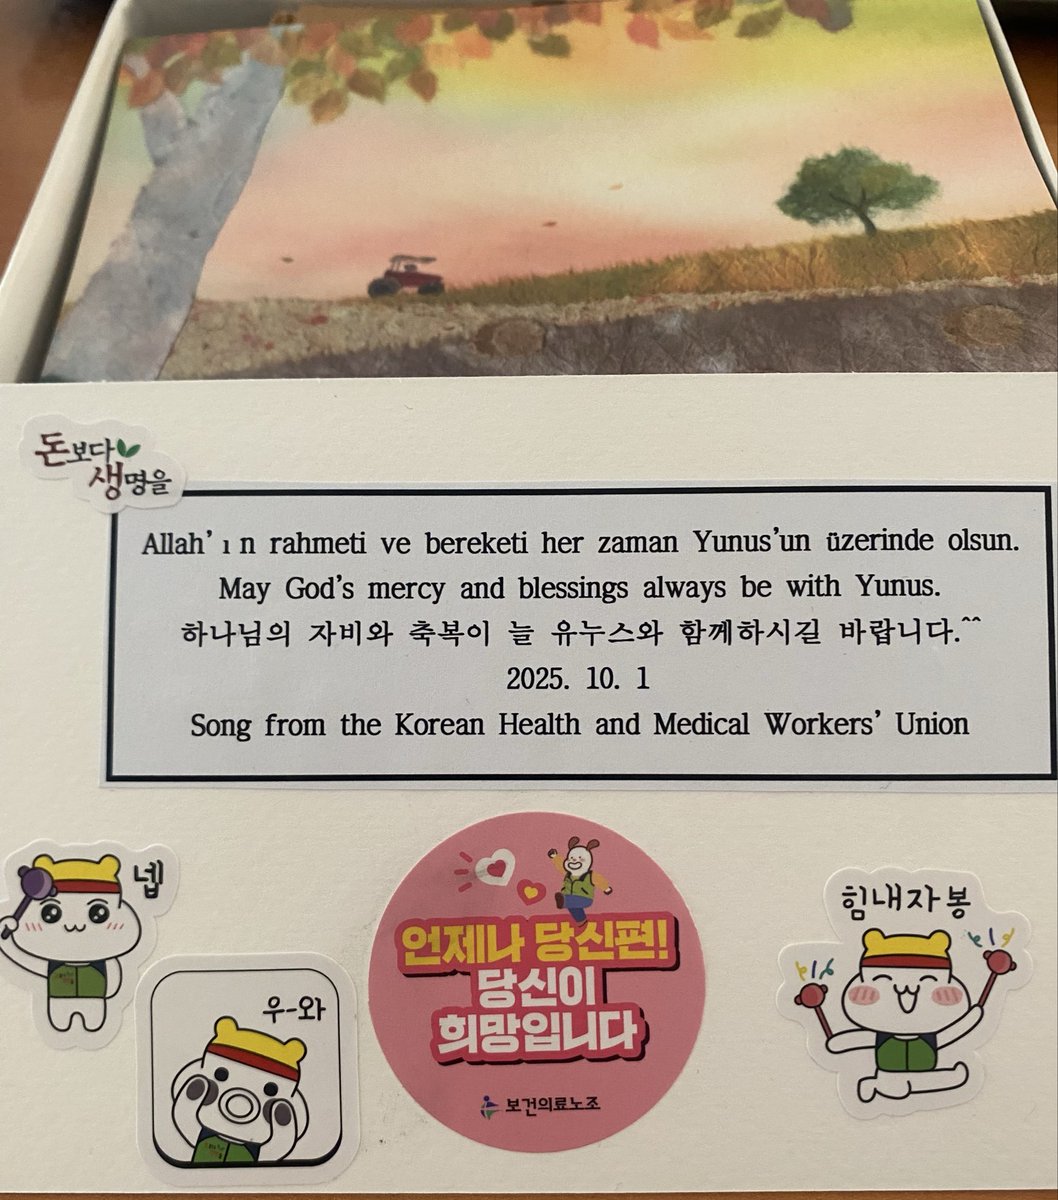 돈보다
생명을
Allah’ı n rahmeti ve bereketi her zaman Yunus’un üzerinde olsun.
May God’s mercy and blessings always be with Yunus.
하나님의 자비와 축복이 늘 유누스와 함께하시길 바랍니다.^^
2025. 10. 1
Song from the Korean Health and Medical Workers’ Union
넵
우-와
언제나 당신편!
당신이
희망입니다
보건의료노조
힘내자봉